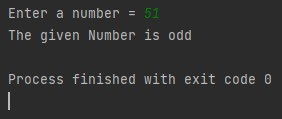 Enter a number = 51
The given Number is odd
Process finished with exit code 0